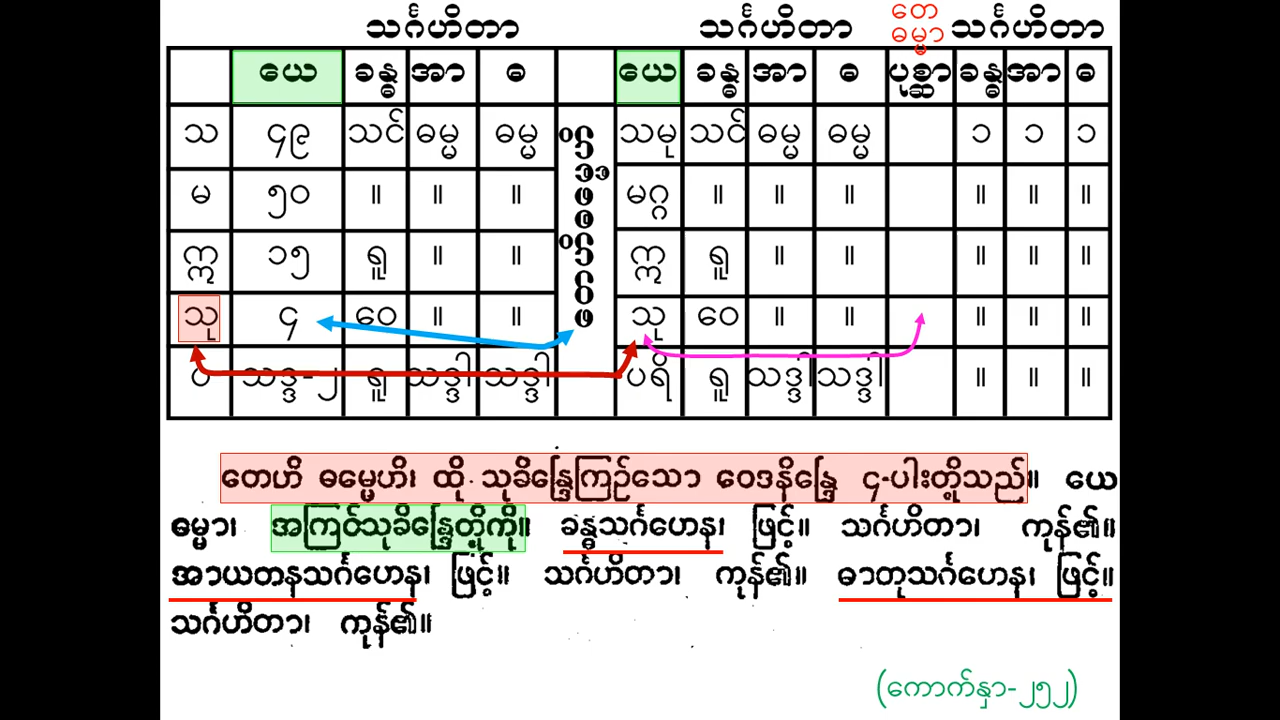 သင်္ဂဟိတာ သင်္ဂဟိတာ တေ ဓမ္မာ သင်္ဂဟိတာ
ယေ ခန္ဓ အာ ဓ ယေ ခန္ဓ အာ ဓ ပုစ္ဆာ ခန္ဓ အာ ဓ
သ ၄၉ သင် ဓမ္မ ဓမ္မ သမု သင် ဓမ္မ ဓမ္မ ၁ ၁ ၁
မ ၅၀ ။ ။ ။ မဂ္ဂ ။ ။ ။ ။ ။ ။
ဣ ၁၅ ရူ ။ ။ ဣ ရူ ။ ။ ။ ။ ။
သု ၄ ဝေ ။ ။ သု ဝေ ။ ။ ။ ။ ။
ပ သဒ္ဒ-၂ ရူ သဒ္ဒါ သဒ္ဒါ ပရိ ရူ သဒ္ဒါ သဒ္ဒါ ။ ။ ။
တေဟိ ဓမ္မေဟိ၊ ထို သုခိန္ဒြေကြဉ်သော ဝေဒနိန္ဒြေ ၄-ပါးတို့သည်။ ယေ
ဓမ္မာ၊ အကြင်သုခိန္ဒြေတို့ကို။ ခန္ဓသင်္ဂဟေန၊ ဖြင့်။ သင်္ဂဟိတာ၊ ကုန်၏။
အာယတနသင်္ဂဟေန၊ ဖြင့်။ သင်္ဂဟိတာ၊ ကုန်၏။ ဓာတုသင်္ဂဟေန၊ ဖြင့်။
သင်္ဂဟိတာ၊ ကုန်၏။
(ကောက်နှာ-၂၅၂)